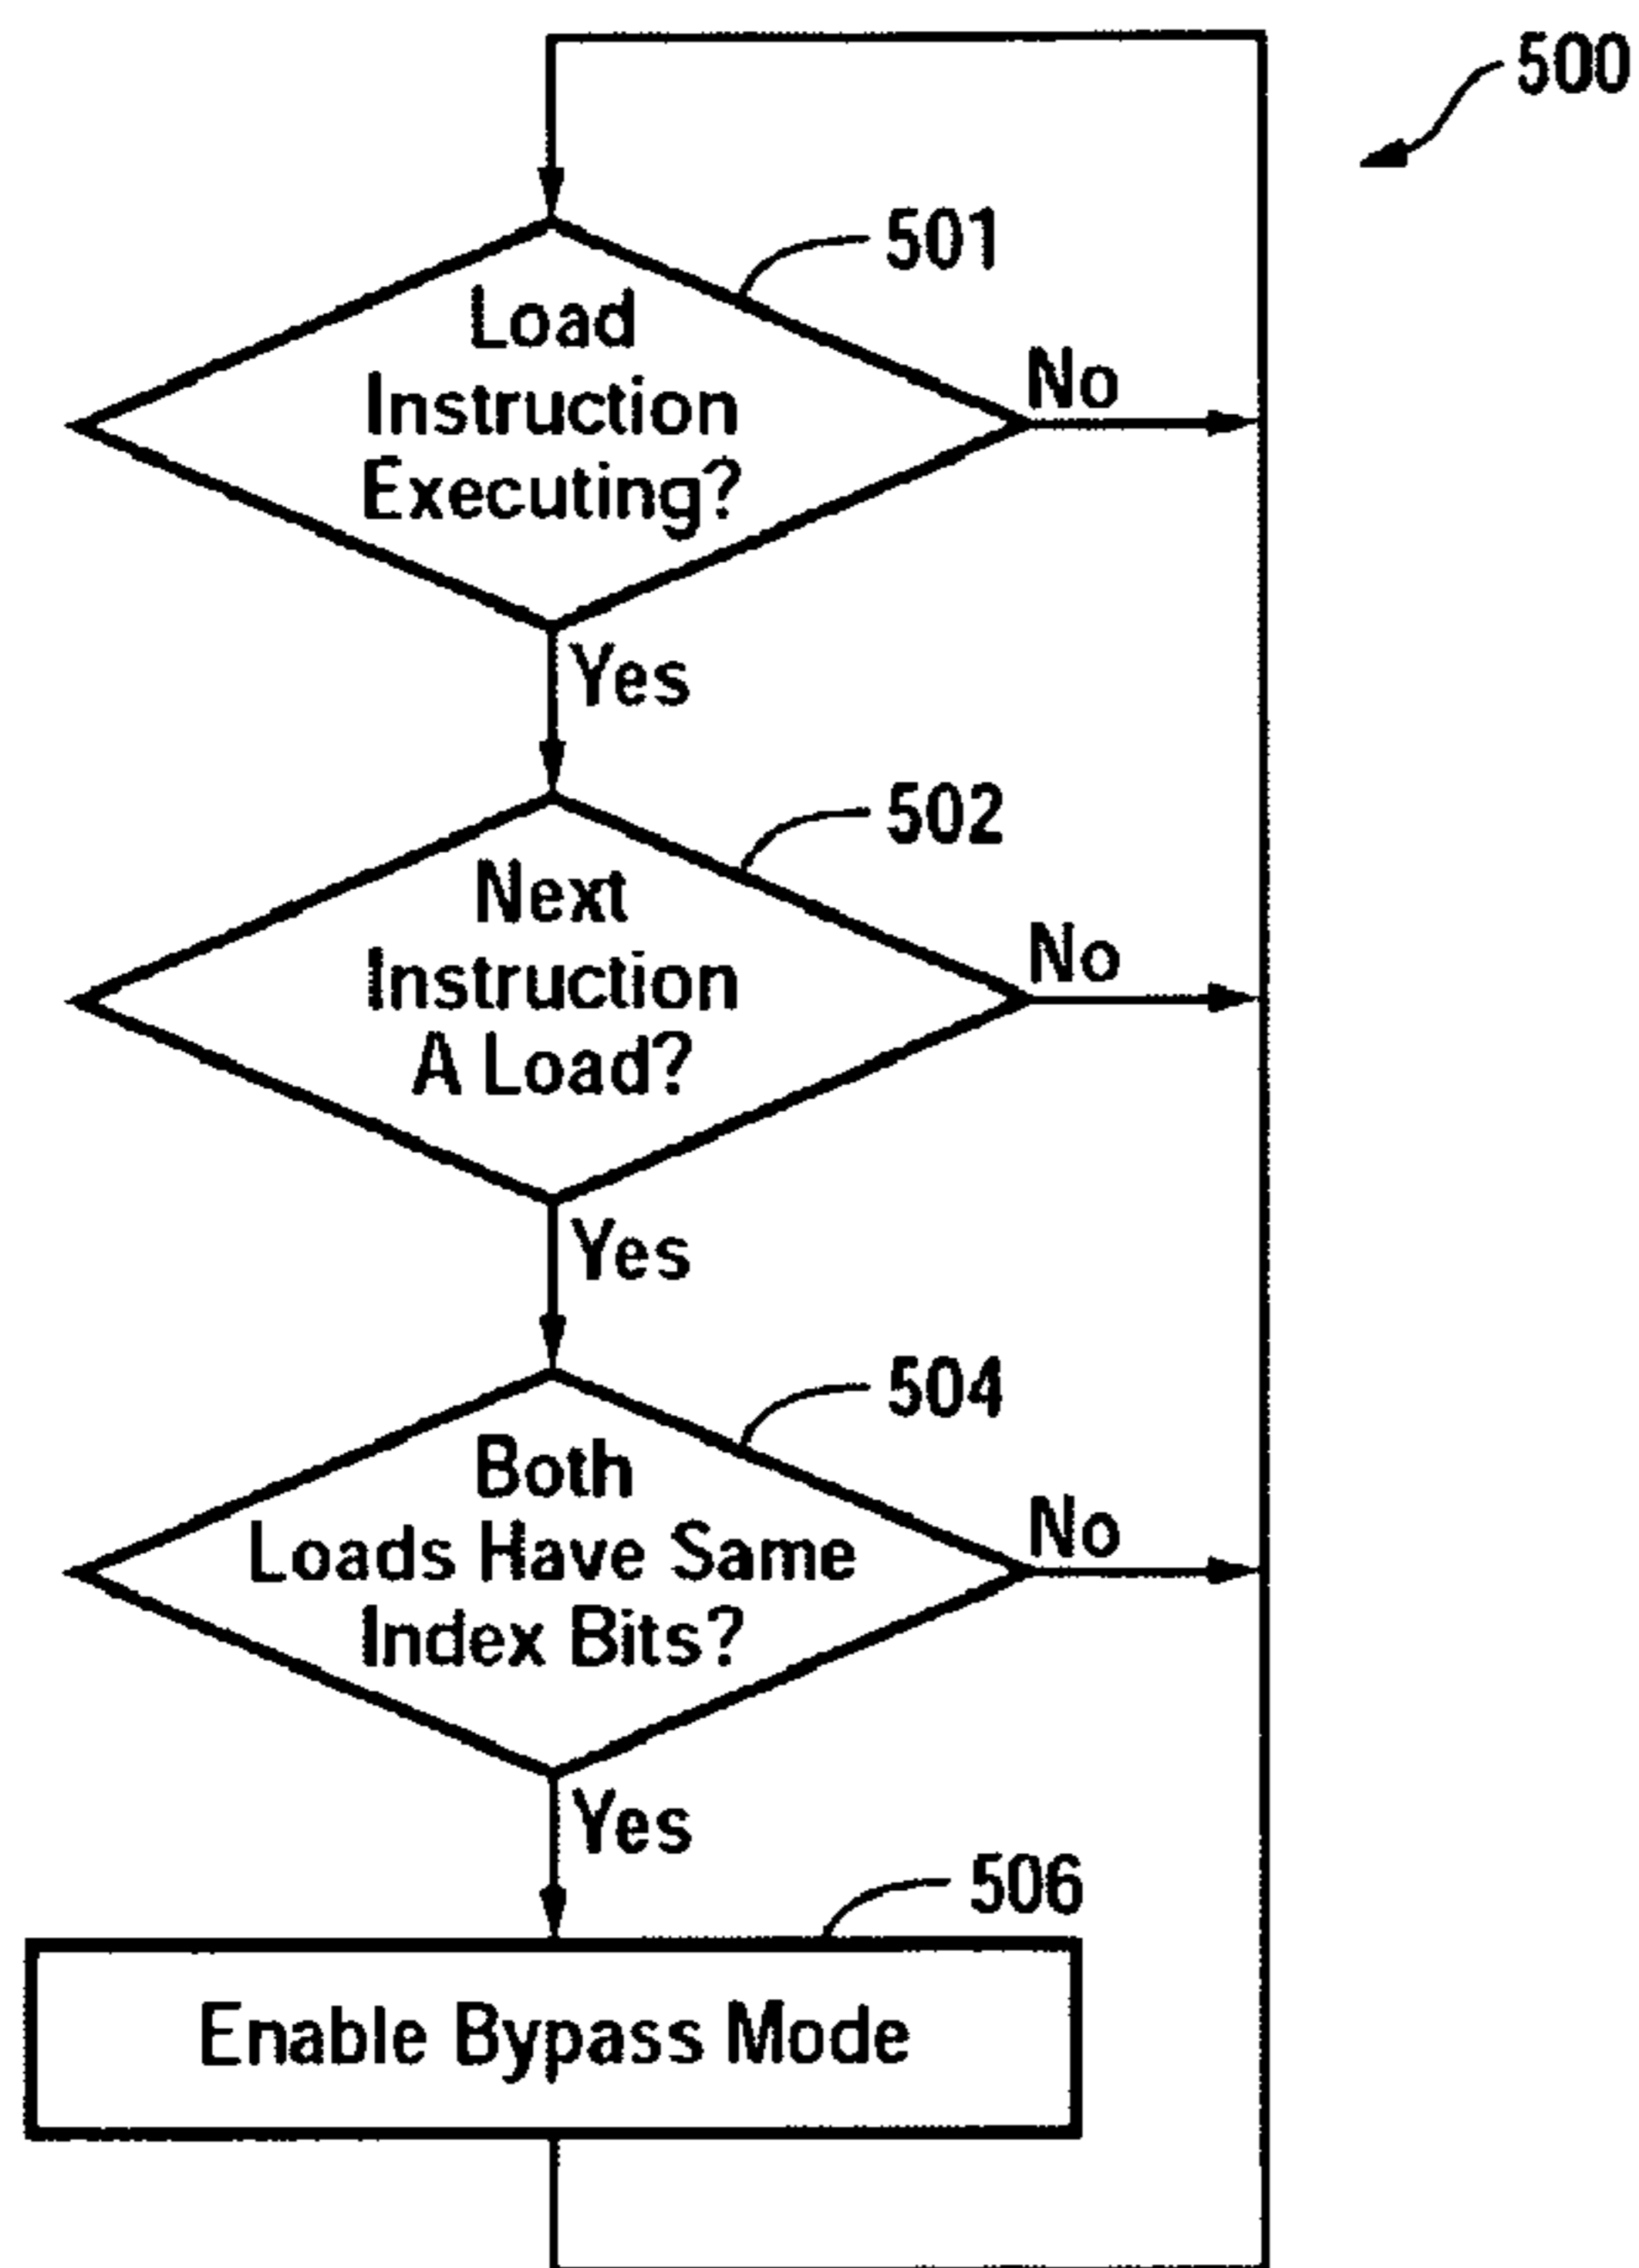 500
501
Load
Instruction
Executing?
No
Yes
502
Next
Instruction
A Load?
No
Yes
504
Both
Loads Have Same
Index Bits?
No
Yes
506
Enable Bypass Mode